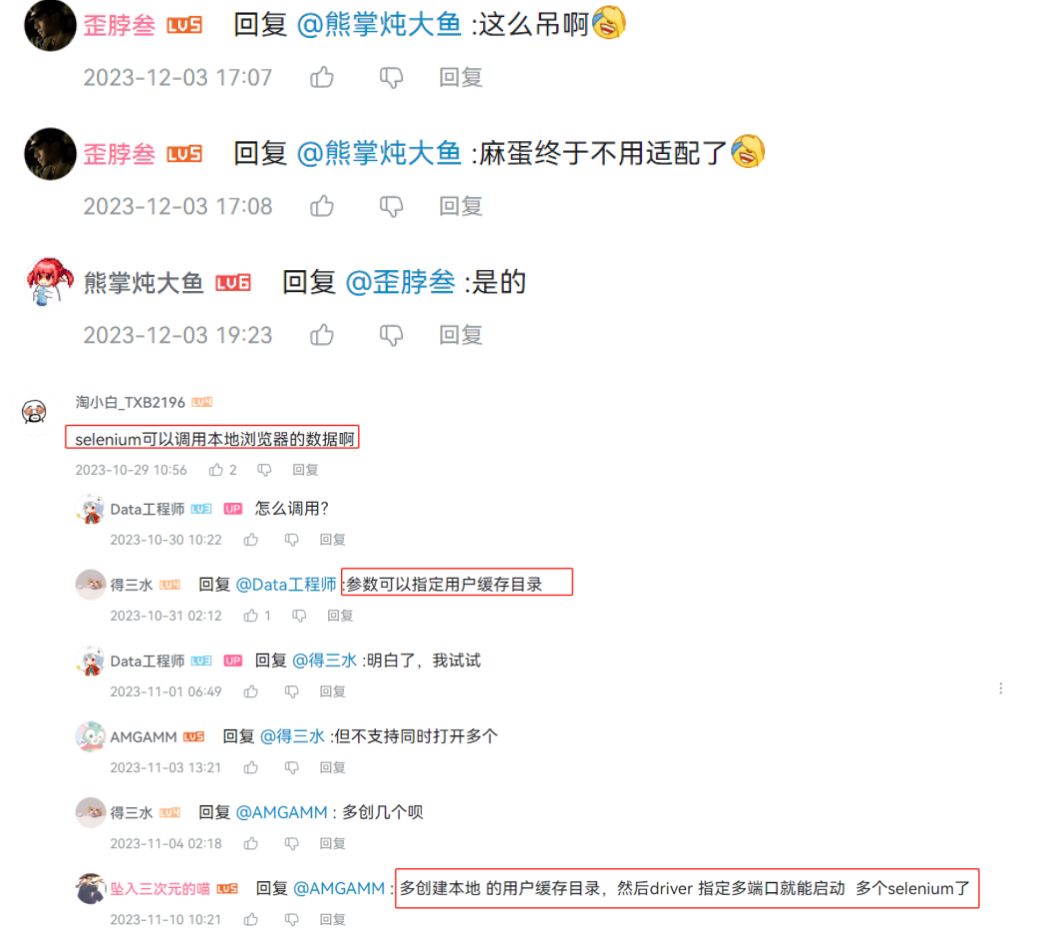 歪脖叁 LV5 回复 @熊掌炖大鱼 :这么吊啊
2023-12-03 17:07 回复
歪脖叁 LV5 回复 @熊掌炖大鱼 :麻蛋终于不用适配了
2023-12-03 17:08 回复
熊掌炖大鱼 LV6 回复 @歪脖叁 :是的
2023-12-03 19:23 回复
淘小白_TXB2196 LV4
selenium可以调用本地浏览器的数据啊
2023-10-29 10:56 2 回复
Data工程师 LV3 UP 怎么调用？
2023-10-30 10:22 回复
得三水 LV4 回复 @Data工程师 :参数可以指定用户缓存目录
2023-10-31 02:12 1 回复
Data工程师 LV3 UP 回复 @得三水 :明白了，我试试
2023-11-01 06:49 回复
AMGAMM LV5 回复 @得三水 :但不支持同时打开多个
2023-11-03 13:21 回复
得三水 LV4 回复 @AMGAMM : 多创几个呗
2023-11-04 02:18 回复
坠入三次元的喵 LV5 回复 @AMGAMM : 多创建本地 的用户缓存目录，然后driver 指定多端口就能启动 多个selenium了
2023-11-10 10:21 回复